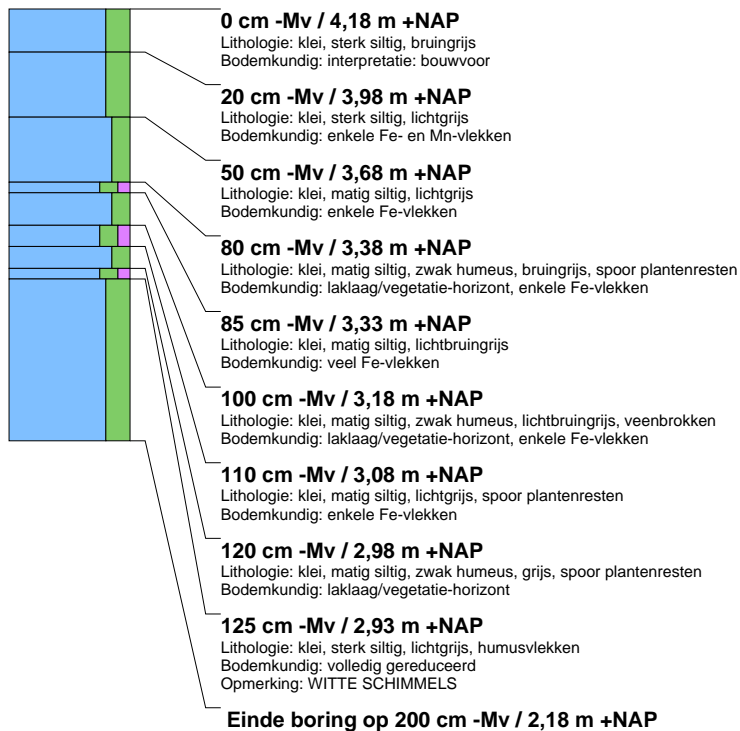 0 cm -Mv / 4,18 m +NAP
Lithologie: klei, sterk siltig, bruingrijs
Bodemkundig: interpretatie: bouwvoor
20 cm -Mv / 3,98 m +NAP
Lithologie: klei, sterk siltig, lichtgrijs
Bodemkundig: enkele Fe- en Mn-vlekken
50 cm -Mv / 3,68 m +NAP
Lithologie: klei, matig siltig, lichtgrijs
Bodemkundig: enkele Fe-vlekken
80 cm -Mv / 3,38 m +NAP
Lithologie: klei, matig siltig, zwak humeus, bruingrijs, spoor plantenresten
Bodemkundig: laklaag/vegetatie-horizont, enkele Fe-vlekken
85 cm -Mv / 3,33 m +NAP
Lithologie: klei, matig siltig, lichtbruingrijs
Bodemkundig: veel Fe-vlekken
100 cm -Mv / 3,18 m +NAP
Lithologie: klei, matig siltig, zwak humeus, lichtbruingrijs, veenbrokken
Bodemkundig: laklaag/vegetatie-horizont, enkele Fe-vlekken
110 cm -Mv / 3,08 m +NAP
Lithologie: klei, matig siltig, lichtgrijs, spoor plantenresten
Bodemkundig: enkele Fe-vlekken
120 cm -Mv / 2,98 m +NAP
Lithologie: klei, matig siltig, zwak humeus, grijs, spoor plantenresten
Bodemkundig: laklaag/vegetatie-horizont
125 cm -Mv / 2,93 m +NAP
Lithologie: klei, sterk siltig, lichtgrijs, humusvlekken
Bodemkundig: volledig gereduceerd
Opmerking: WITTE SCHIMMELS
Einde boring op 200 cm -Mv / 2,18 m +NAP